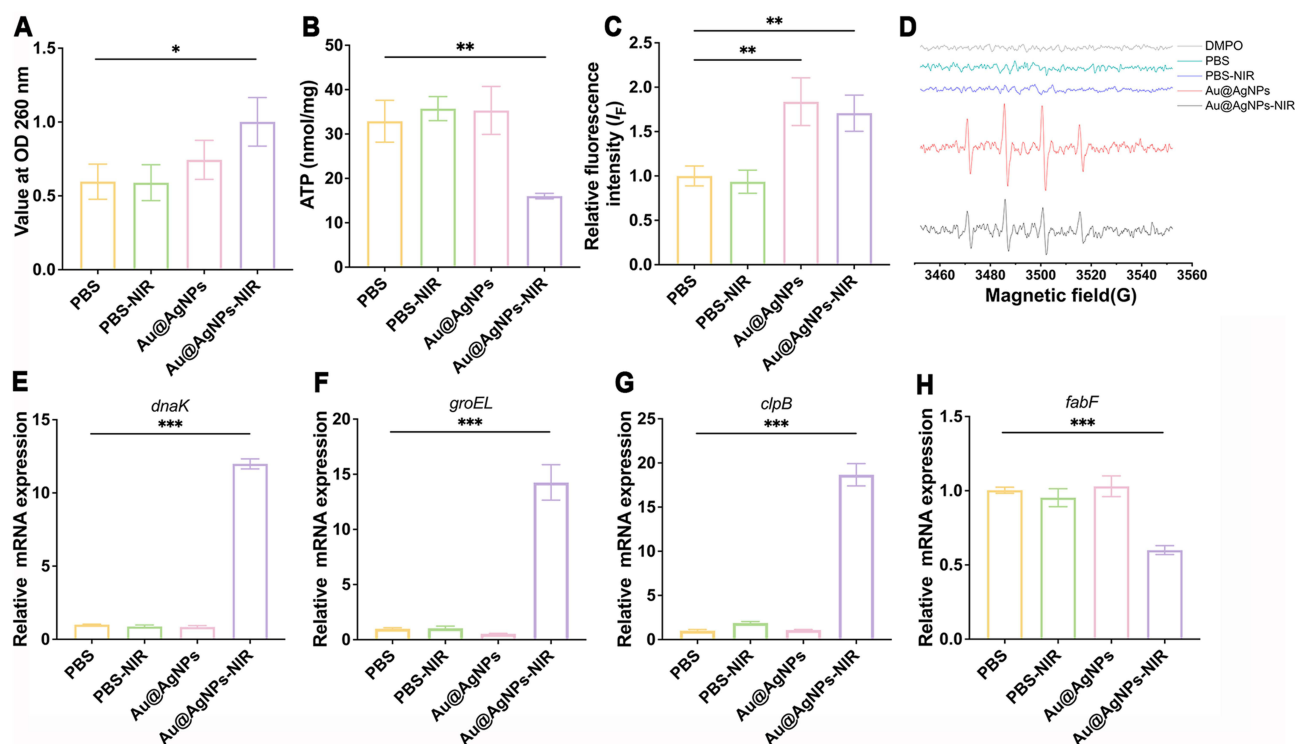 A
Value at OD 260 nm
1.5
1.0
0.5
0.0
*
PBS
PBS-NIR
Au@AgNPs
Au@AgNPs-NIR
B
ATP (nmol/mg)
50
40
30
20
10
0
**
PBS
PBS-NIR
Au@AgNPs
Au@AgNPs-NIR
C
Relative fluorescence
intensity (IF)
2.5
2.0
1.5
1.0
0.5
0.0
**
**
PBS
PBS-NIR
Au@AgNPs
Au@AgNPs-NIR
D
DMPO
PBS
PBS-NIR
Au@AgNPs
Au@AgNPs-NIR
3460 3480 3500 3520 3540 3560
Magnetic field(G)
E
dnaK
***
Relative mRNA expression
15
10
5
0
PBS
PBS-NIR
Au@AgNPs
Au@AgNPs-NIR
F
groEL
***
Relative mRNA expression
20
15
10
5
0
PBS
PBS-NIR
Au@AgNPs
Au@AgNPs-NIR
G
clpB
***
Relative mRNA expression
25
20
15
10
5
0
PBS
PBS-NIR
Au@AgNPs
Au@AgNPs-NIR
H
fabF
***
Relative mRNA expression
1.5
1.0
0.5
0.0
PBS
PBS-NIR
Au@AgNPs
Au@AgNPs-NIR